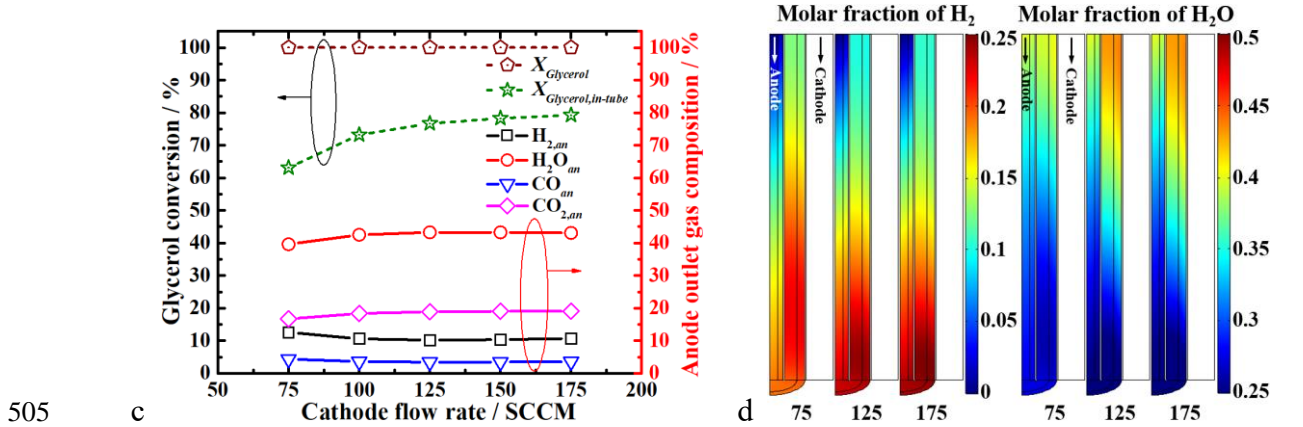 100
90
80
70
60
50
40
30
20
10
0
Glycerol conversion / %
X_Glycerol
X_Glycerol,in-tube
H2,an
H2O_an
CO_an
CO2,an
100
90
80
70
60
50
40
30
20
10
0
Anode outlet gas composition / %
50 75 100 125 150 175 200
Cathode flow rate / SCCM
Molar fraction of H2
Anode
Cathode
0.25
0.2
0.15
0.1
0.05
0
75 125 175
Molar fraction of H2O
Anode
Cathode
0.5
0.45
0.4
0.35
0.3
0.25
75 125 175
505 c d